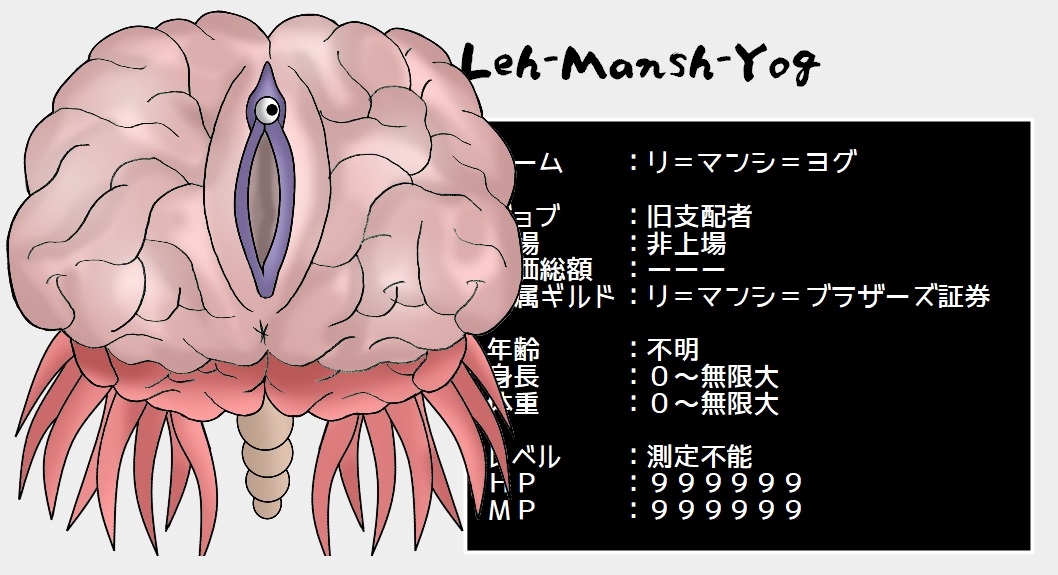 Leh-Mansh-Yog
ーム ：リ＝マンシ＝ヨグ
ョブ ：旧支配者
場 ：非上場
価総額 ：ーーー
属ギルド ：リ＝マンシ＝ブラザーズ証券
年齢 ：不明
身長 ：０～無限大
体重 ：０～無限大
レベル ：測定不能
ＨＰ ：９９９９９９
ＭＰ ：９９９９９９